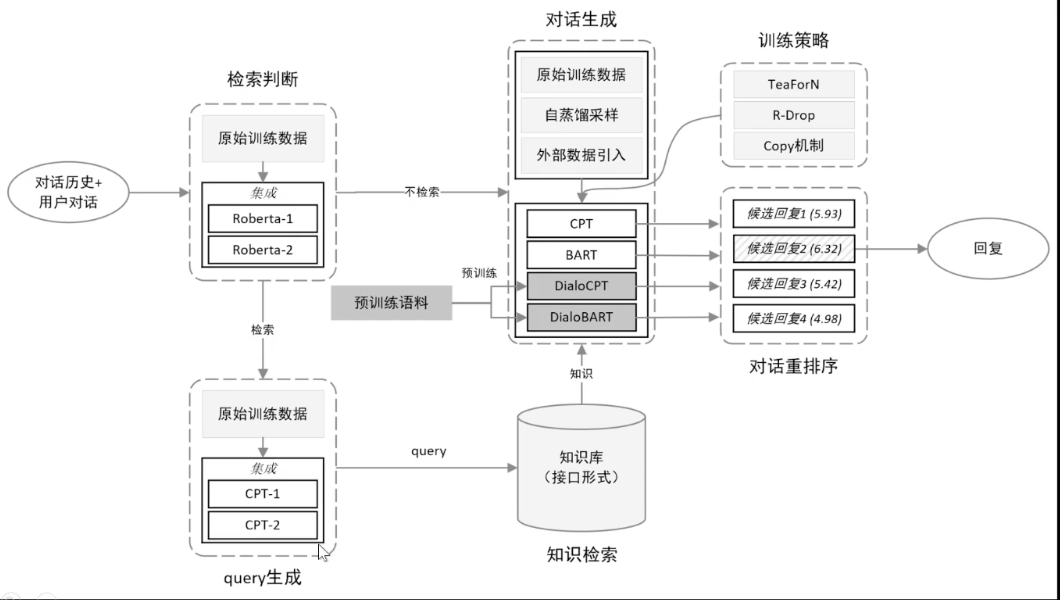 对话生成
训练策略
原始训练数据
自蒸馏采样
外部数据引入
TeaForN
R-Drop
Copy机制
检索判断
原始训练数据
集成
Roberta-1
Roberta-2
对话历史+
用户对话
不检索
CPT
BART
DialoCPT
DialoBART
预训练
预训练语料
候选回复1 (5.93)
候选回复2 (6.32)
候选回复3 (5.42)
候选回复4 (4.98)
对话重排序
回复
检索
原始训练数据
集成
CPT-1
CPT-2
query生成
query
知识
知识库
（接口形式）
知识检索